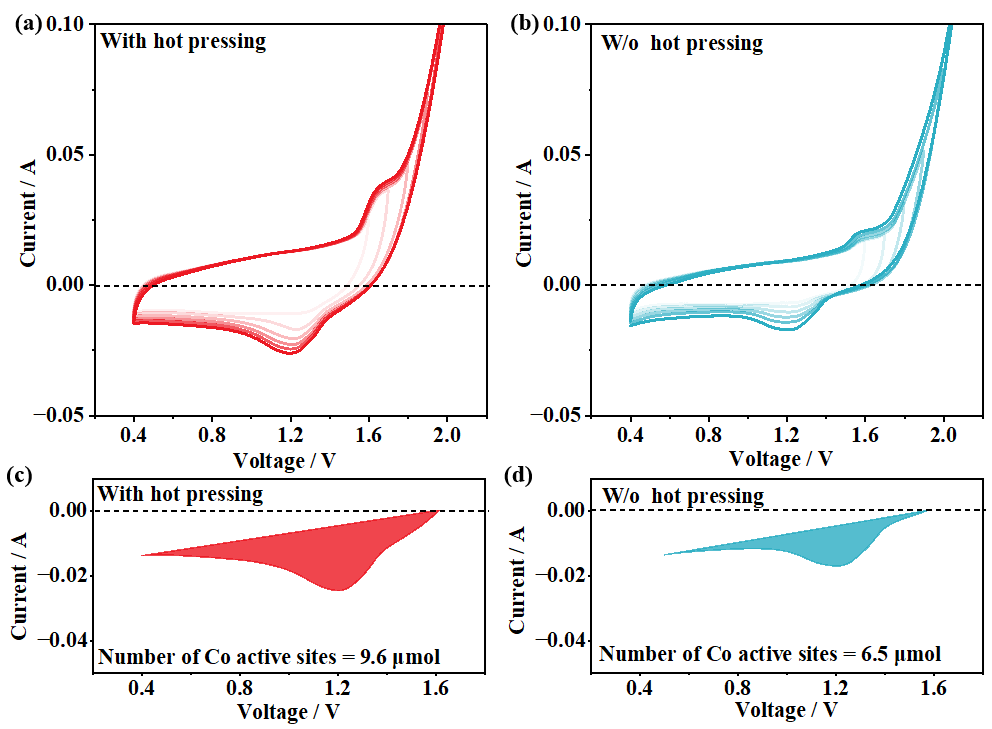 (a)
With hot pressing
0.10
0.05
0.00
−0.05
Current / A
0.4 0.8 1.2 1.6 2.0
Voltage / V
(b)
W/o hot pressing
0.10
0.05
0.00
−0.05
Current / A
0.4 0.8 1.2 1.6 2.0
Voltage / V
(c)
With hot pressing
0.00
−0.02
−0.04
Current / A
Number of Co active sites = 9.6 μmol
0.4 0.8 1.2 1.6
Voltage / V
(d)
W/o hot pressing
0.00
−0.02
−0.04
Current / A
Number of Co active sites = 6.5 μmol
0.4 0.8 1.2 1.6
Voltage / V